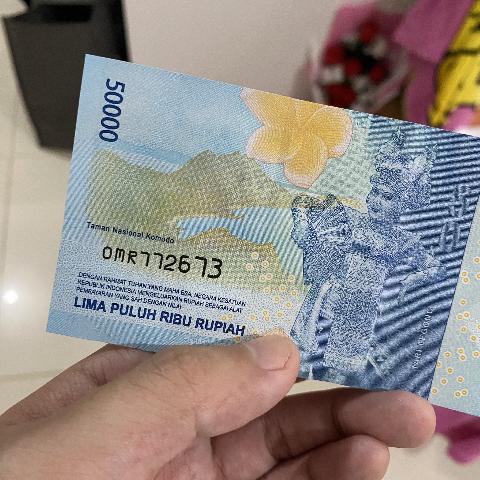 50000
Taman Nasional Komodo
OMR772673
DENGAN RAHMAT TUHAN YANG MAHA ESA, NEGARA KESATUAN
REPUBLIK INDONESIA MENGELUARKAN RUPIAH SEBAGAI ALAT
PEMBAYARAN YANG SAH DENGAN NILAI
LIMA PULUH RIBU RUPIAH